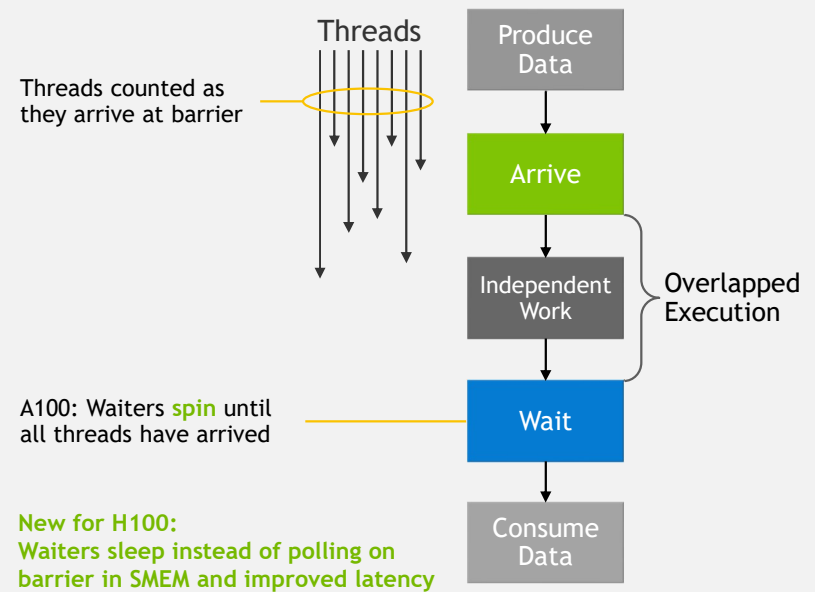 Threads
Threads counted as
they arrive at barrier
Produce
Data
Arrive
Independent
Work
Overlapped
Execution
A100: Waiters spin until
all threads have arrived
Wait
New for H100:
Waiters sleep instead of polling on
barrier in SMEM and improved latency
Consume
Data